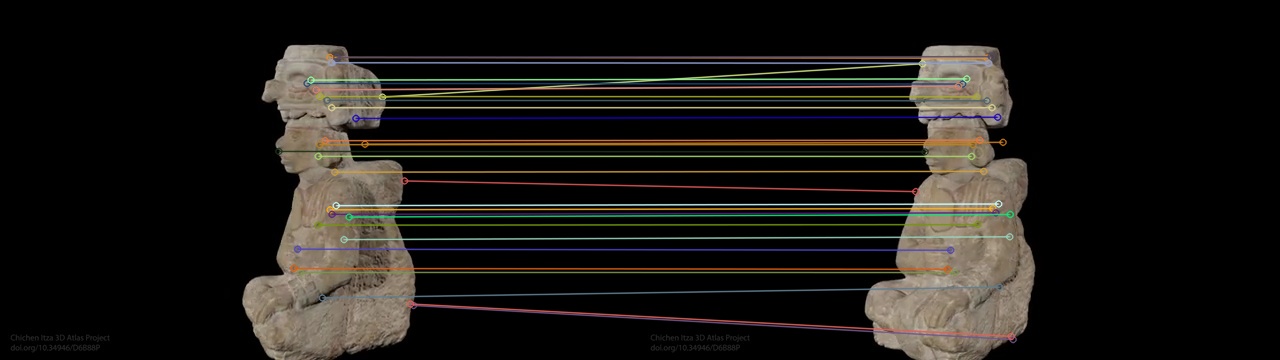 Chichen Itza 3D Atlas Project
doi.org/10.34946/D6B88P
Chichen Itza 3D Atlas Project
doi.org/10.34946/D6B88P